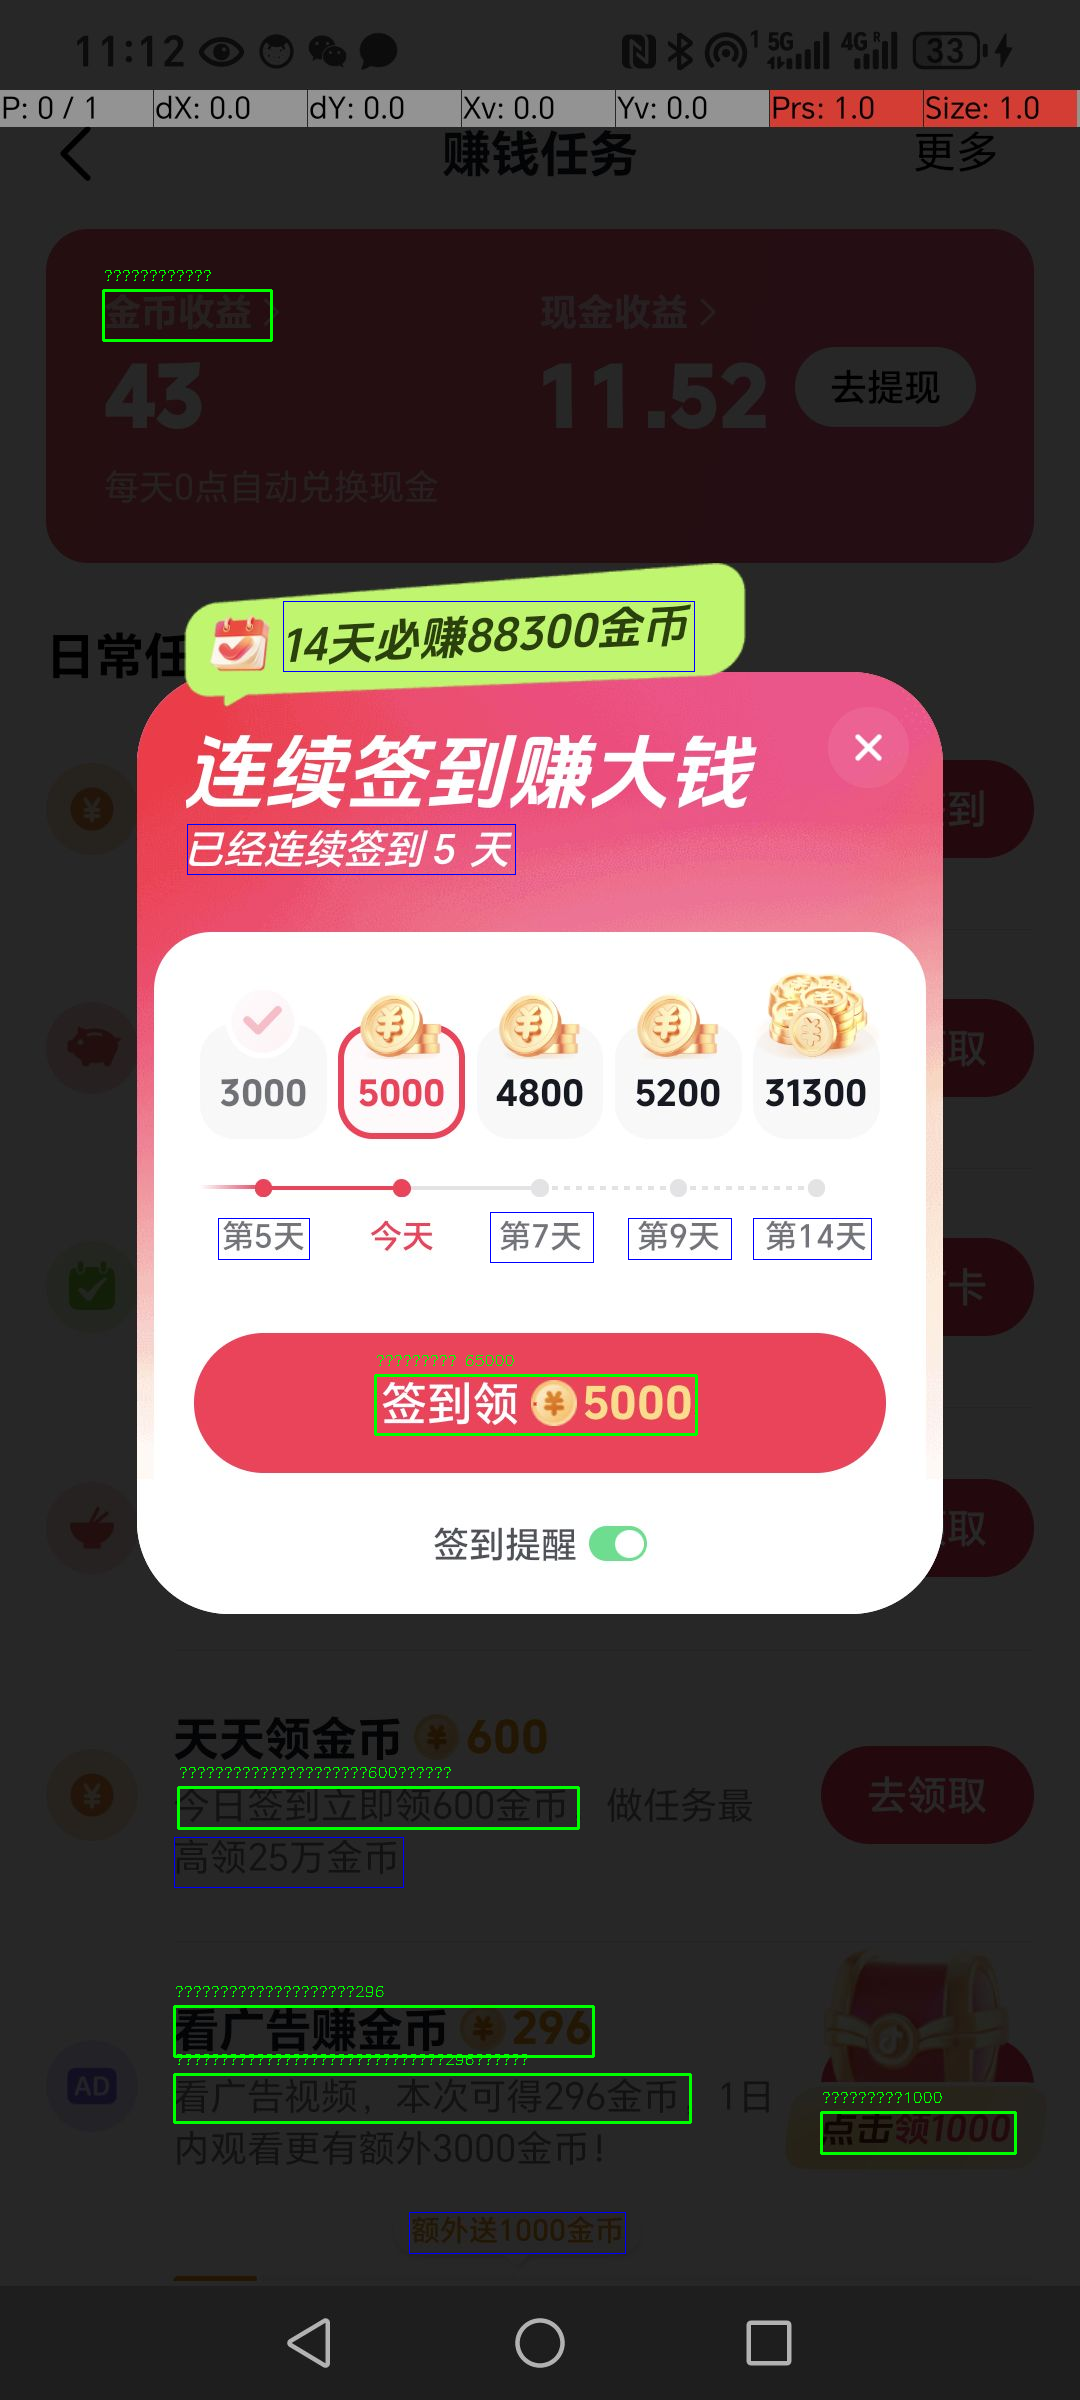 11:12
1 5G 4G R 33
P: 0 / 1 dX: 0.0 dY: 0.0 Xv: 0.0 Yv: 0.0 Prs: 1.0 Size: 1.0
赚钱任务 更多
????????????
金币收益 现金收益
43 11.52 去提现
每天0点自动兑换现金
14天必赚88300金币
日常任
连续签到赚大钱
到
已经连续签到 5 天
3000 5000 4800 5200 31300
取
第5天 今天 第7天 第9天 第14天
卡
????????? 65000
签到领 5000
取
签到提醒
天天领金币 600
?????????????????????600??????
今日签到立即领600金币 做任务最
高领25万金币
去领取
????????????????????296
看广告赚金币 296
??????????????????????????????296??????
AD
看广告视频，本次可得296金币 1日
内观看更有额外3000金币!
?????????1000
点击领1000
额外送1000金币